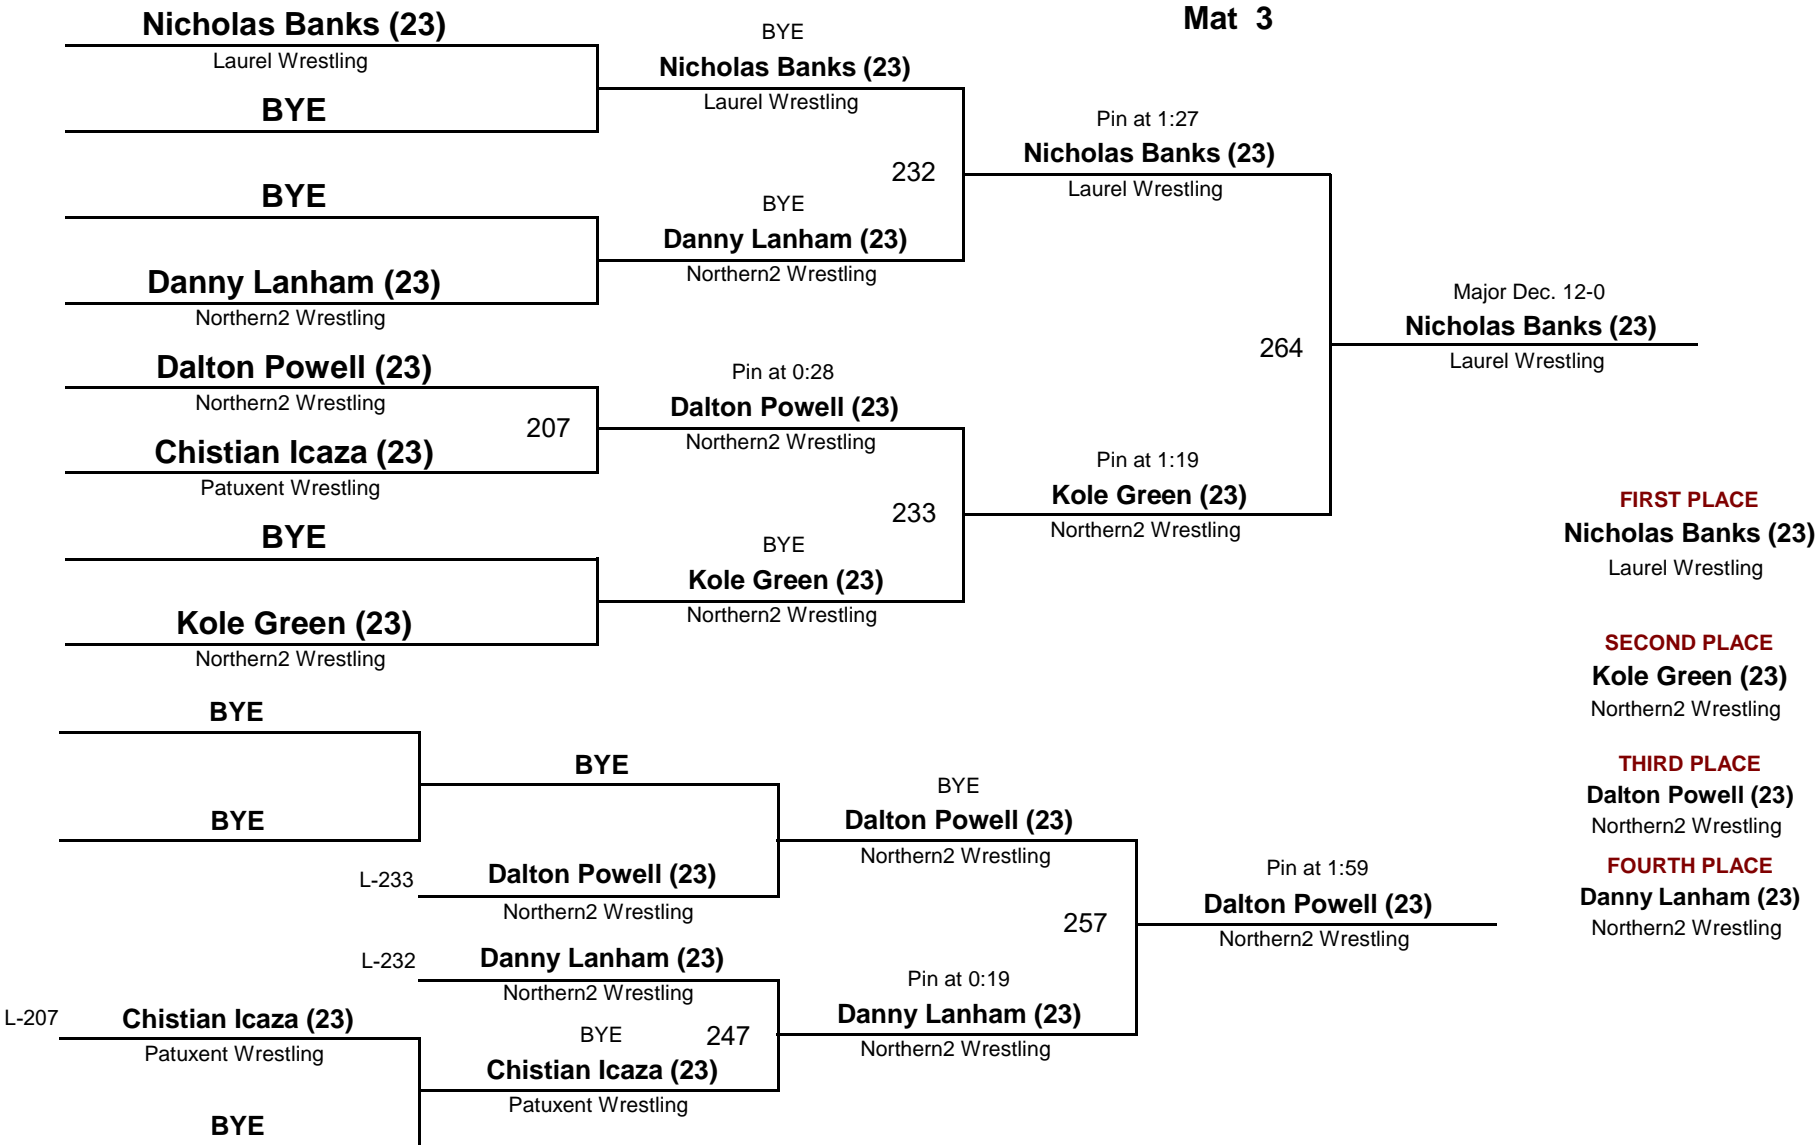 Mat 3
Nicholas Banks (23)
Laurel Wrestling
BYE
BYE
Nicholas Banks (23)
Laurel Wrestling
BYE
Danny Lanham (23)
Northern2 Wrestling
BYE
Danny Lanham (23)
Northern2 Wrestling
232
Pin at 1:27
Nicholas Banks (23)
Laurel Wrestling
Dalton Powell (23)
Northern2 Wrestling
207
Chistian Icaza (23)
Patuxent Wrestling
Pin at 0:28
Dalton Powell (23)
Northern2 Wrestling
BYE
Kole Green (23)
Northern2 Wrestling
BYE
Kole Green (23)
Northern2 Wrestling
233
Pin at 1:19
Kole Green (23)
Northern2 Wrestling
264
Major Dec. 12-0
Nicholas Banks (23)
Laurel Wrestling
FIRST PLACE
Nicholas Banks (23)
Laurel Wrestling
SECOND PLACE
Kole Green (23)
Northern2 Wrestling
THIRD PLACE
Dalton Powell (23)
Northern2 Wrestling
FOURTH PLACE
Danny Lanham (23)
Northern2 Wrestling
BYE
BYE
BYE
L-233
Dalton Powell (23)
Northern2 Wrestling
BYE
Dalton Powell (23)
Northern2 Wrestling
L-232
Danny Lanham (23)
Northern2 Wrestling
L-207
Chistian Icaza (23)
Patuxent Wrestling
BYE
BYE
247
Chistian Icaza (23)
Patuxent Wrestling
Pin at 0:19
Danny Lanham (23)
Northern2 Wrestling
257
Pin at 1:59
Dalton Powell (23)
Northern2 Wrestling